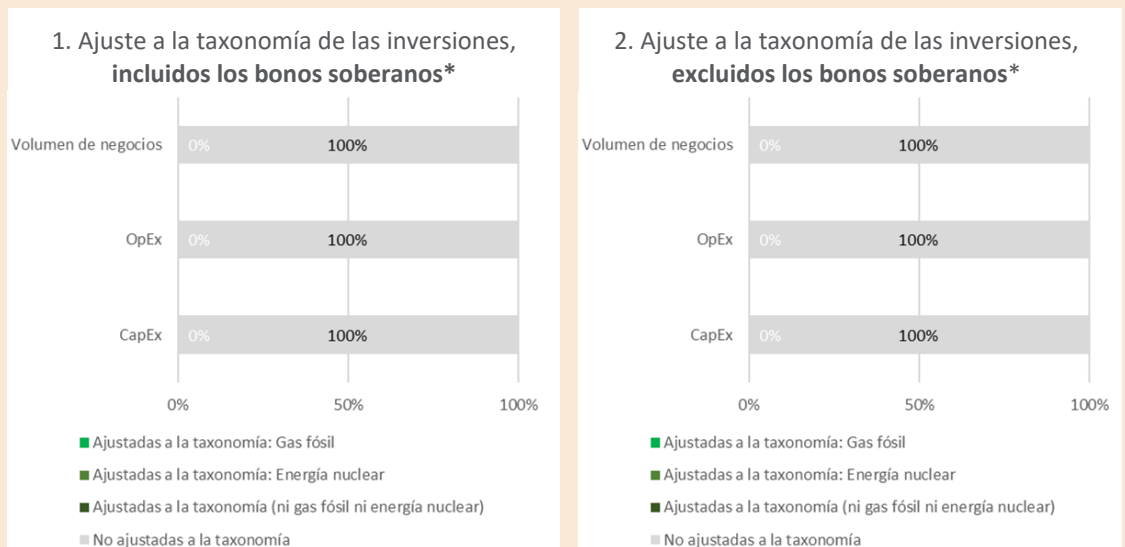 1. Ajuste a la taxonomía de las inversiones,
incluidos los bonos soberanos*
Volumen de negocios 0% 100%
OpEx 0% 100%
CapEx 0% 100%
0% 50% 100%
Ajustadas a la taxonomía: Gas fósil
Ajustadas a la taxonomía: Energía nuclear
Ajustadas a la taxonomía (ni gas fósil ni energía nuclear)
No ajustadas a la taxonomía
2. Ajuste a la taxonomía de las inversiones,
excluidos los bonos soberanos*
Volumen de negocios 0% 100%
OpEx 0% 100%
CapEx 0% 100%
0% 50% 100%
Ajustadas a la taxonomía: Gas fósil
Ajustadas a la taxonomía: Energía nuclear
Ajustadas a la taxonomía (ni gas fósil ni energía nuclear)
No ajustadas a la taxonomía